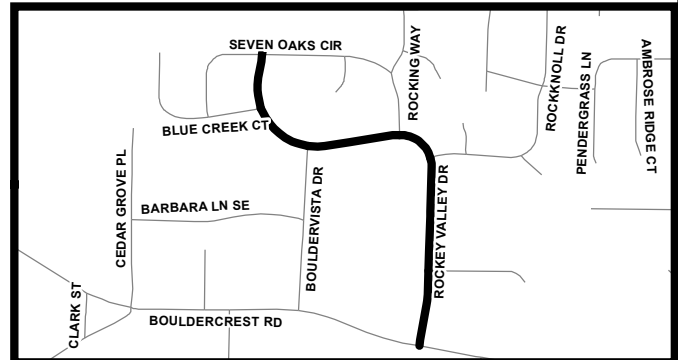 SEVEN OAKS CIR
ROCKING WAY
ROCKKNOLL DR
PENDERGRASS LN
AMBROSE RIDGE CT
BLUE CREEK CT
CEDAR GROVE PL
BARBARA LN SE
BOULDERVISTA DR
ROCKEY VALLEY DR
CLARK ST
BOULDERCREST RD